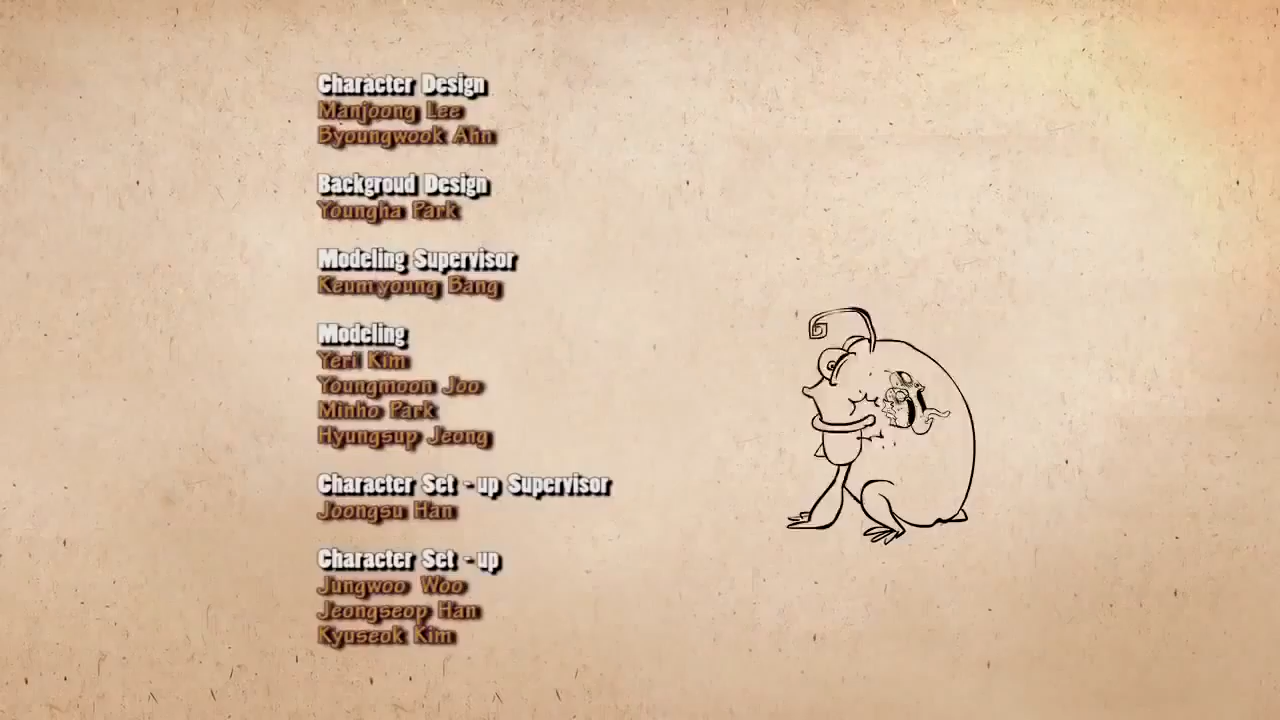 Character Design
Manjoong Lee
Byoungwook Ahn
Backgroud Design
Youngha Park
Modeling Supervisor
Keumyoung Bang
Modeling
Yeri Kim
Youngmoon Joo
Minho Park
Hyungsup Jeong
Character Set - up Supervisor
Joongsu Han
Character Set - up
Jungwoo Woo
Jeongseop Han
Kyuseok Kim